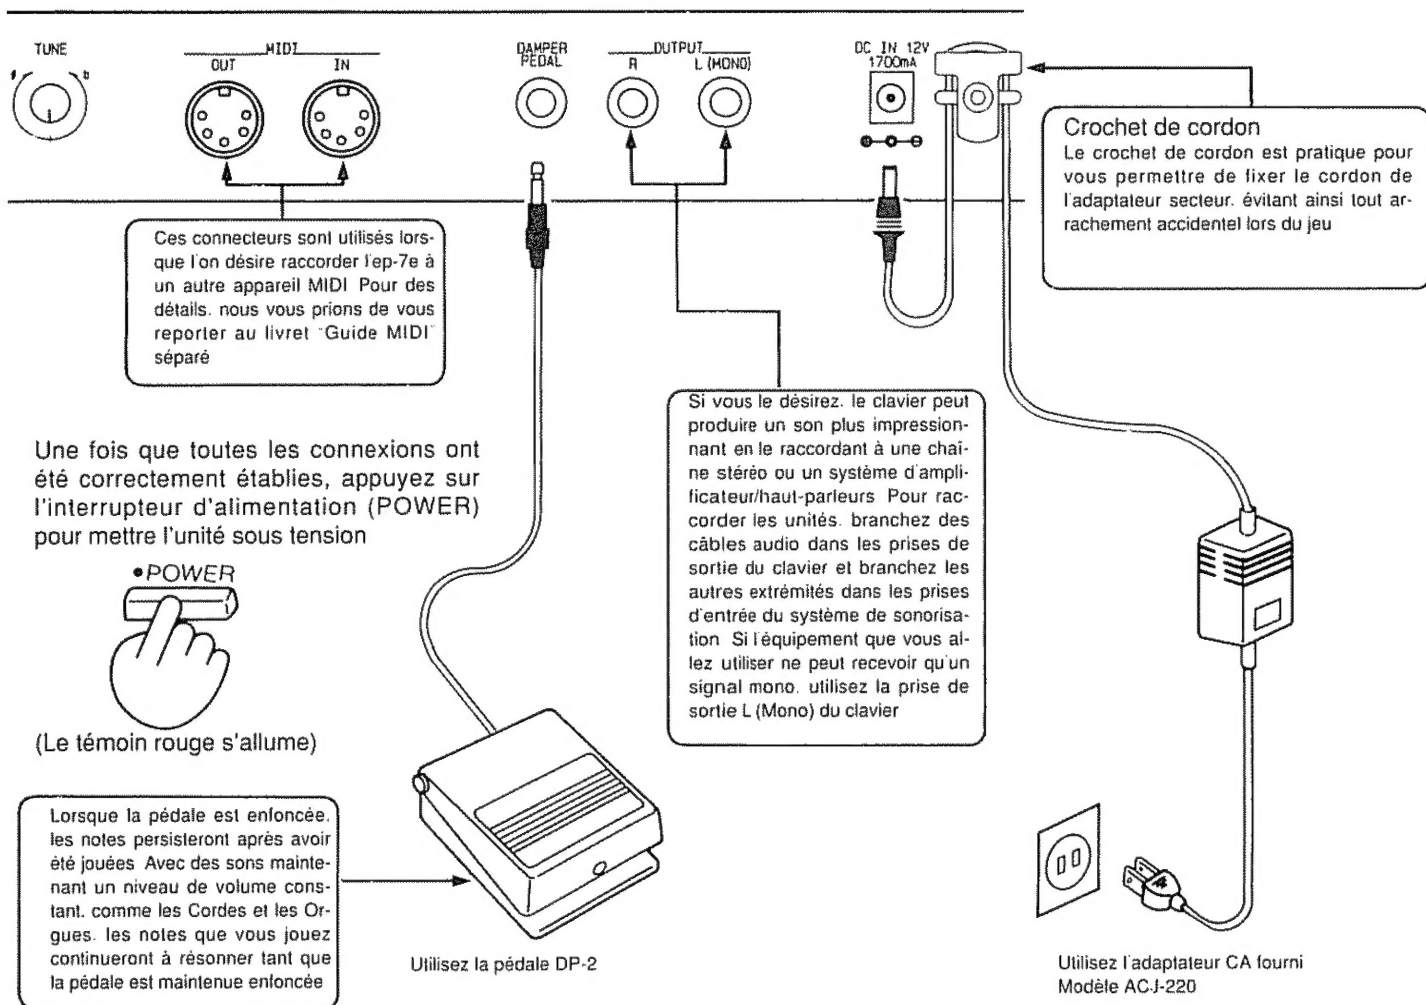 TUNE
MIDI
OUT
IN
DAMPER
PEDAL
OUTPUT
R
L (MONO)
DC IN 12V
1700mA
Crochet de cordon
Le crochet de cordon est pratique pour
vous permettre de fixer le cordon de
l'adaptateur secteur. évitant ainsi tout ar-
rachement accidentel lors du jeu
Ces connecteurs sont utilisés lors-
que l'on désire raccorder l'ep-7e à
un autre appareil MIDI Pour des
détails. nous vous prions de vous
reporter au livret "Guide MIDI"
séparé
Si vous le désirez. le clavier peut
produire un son plus impression-
nant en le raccordant à une chaî-
ne stéréo ou un système d'ampli-
ficateur/haut-parleurs Pour rac-
corder les unités. branchez des
câbles audio dans les prises de
sortie du clavier et branchez les
autres extrémités dans les prises
d'entrée du système de sonorisa-
tion Si l'équipement que vous al-
lez utiliser ne peut recevoir qu'un
signal mono. utilisez la prise de
sortie L (Mono) du clavier
Une fois que toutes les connexions ont
été correctement établies, appuyez sur
l'interrupteur d'alimentation (POWER)
pour mettre l'unité sous tension
•POWER
(Le témoin rouge s'allume)
Lorsque la pédale est enfoncée.
les notes persisteront après avoir
été jouées Avec des sons mainte-
nant un niveau de volume cons-
tant. comme les Cordes et les Or-
gues. les notes que vous jouez
continueront à résonner tant que
la pédale est maintenue enfoncée
Utilisez la pédale DP-2
Utilisez l'adaptateur CA fourni
Modèle ACJ-220